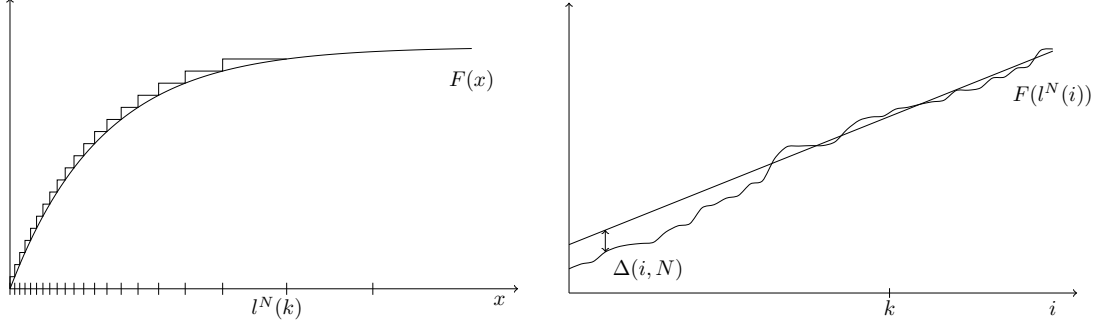 F(x)
l^N(k)
x
F(l^N(i))
Δ(i, N)
k
i